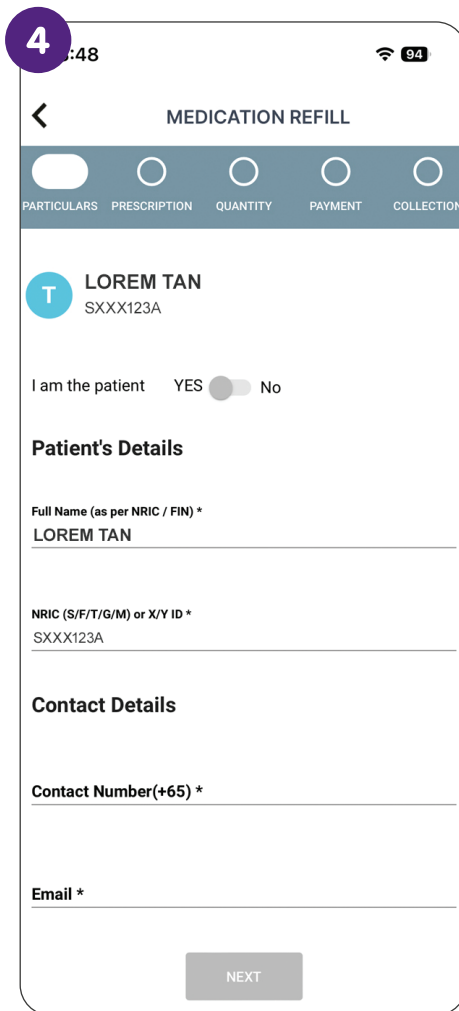 4
:48
94
MEDICATION REFILL
PARTICULARS PRESCRIPTION QUANTITY PAYMENT COLLECTION
T
LOREM TAN
SXXX123A
I am the patient YES No
Patient's Details
Full Name (as per NRIC / FIN) *
LOREM TAN
NRIC (S/F/T/G/M) or X/Y ID *
SXXX123A
Contact Details
Contact Number(+65) *
Email *
NEXT